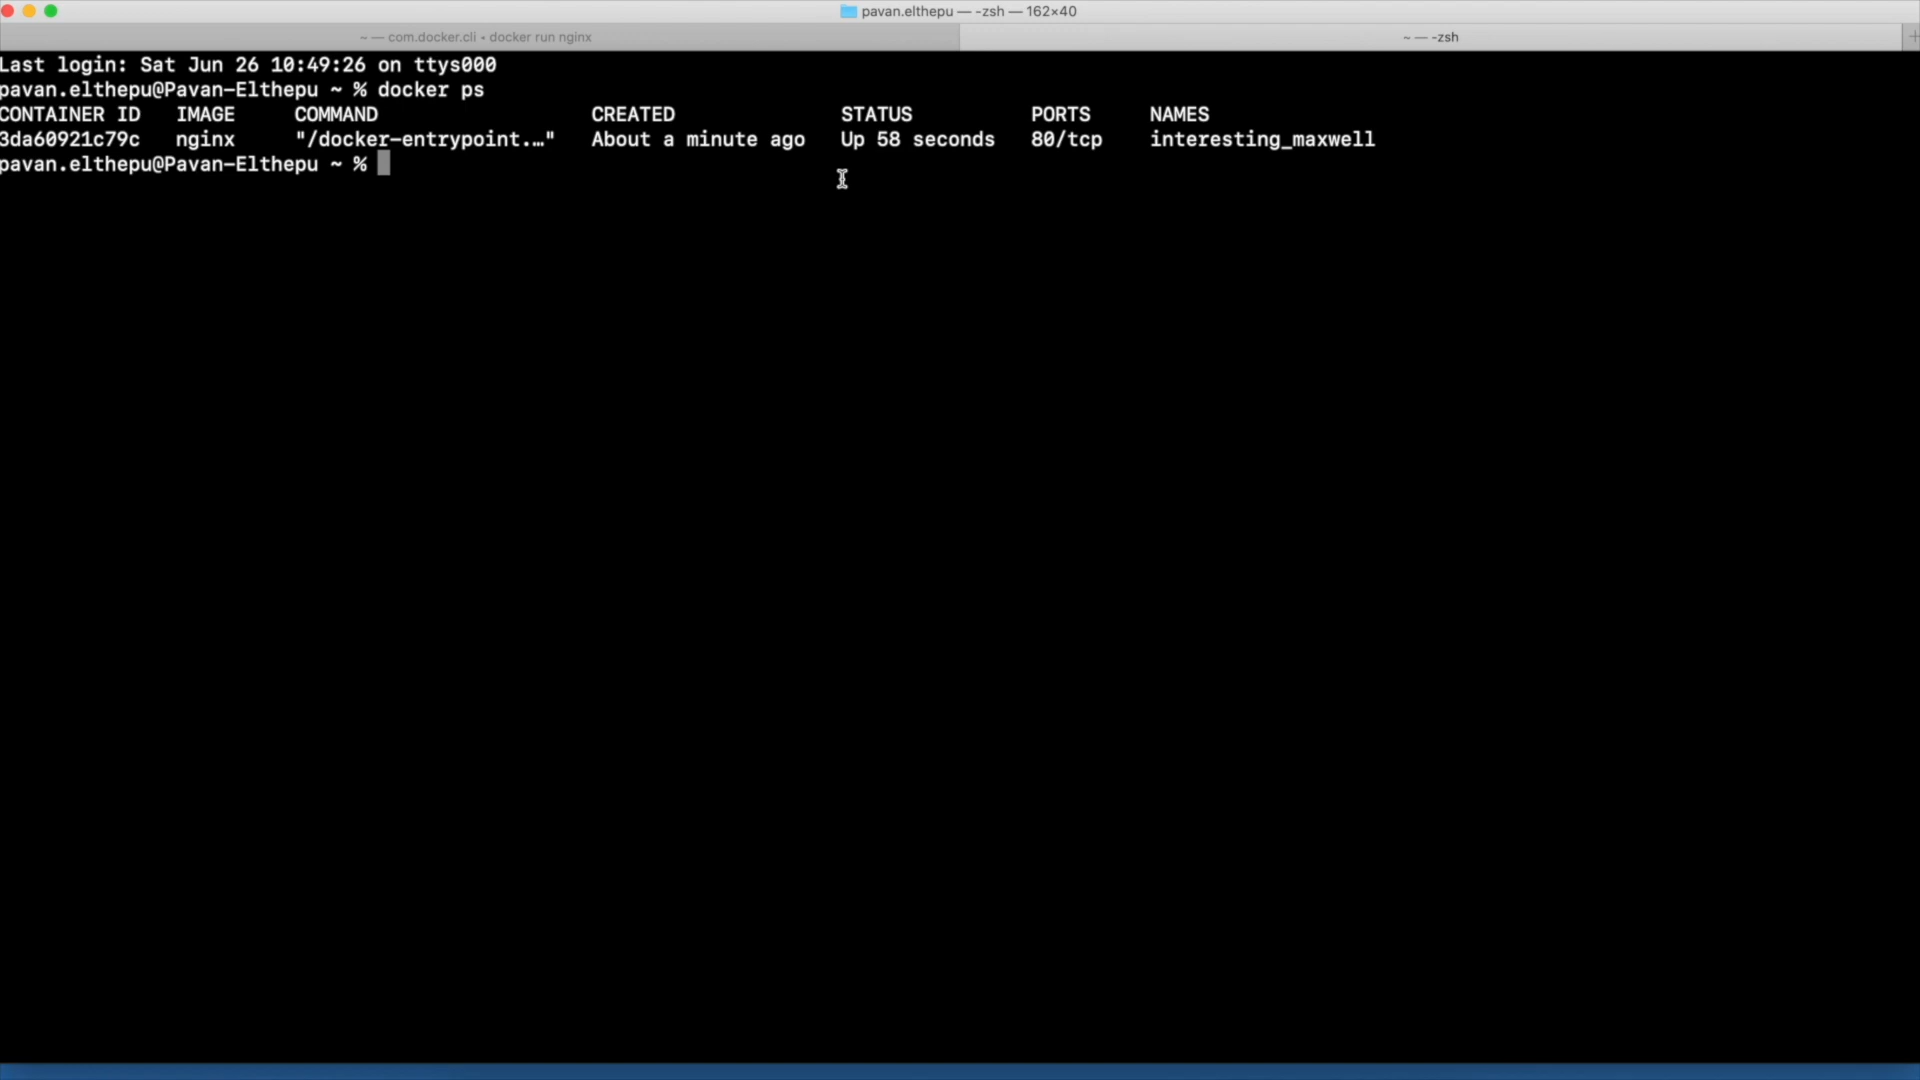 pavan.elthepu — -zsh — 162×40
~ — com.docker.cli • docker run nginx
~ — -zsh
Last login: Sat Jun 26 10:49:26 on ttys000
pavan.elthepu@Pavan-Elthepu ~ % docker ps
CONTAINER ID   IMAGE     COMMAND                  CREATED              STATUS          PORTS     NAMES
3da60921c79c   nginx     "/docker-entrypoint.…"   About a minute ago   Up 58 seconds   80/tcp    interesting_maxwell
pavan.elthepu@Pavan-Elthepu ~ %